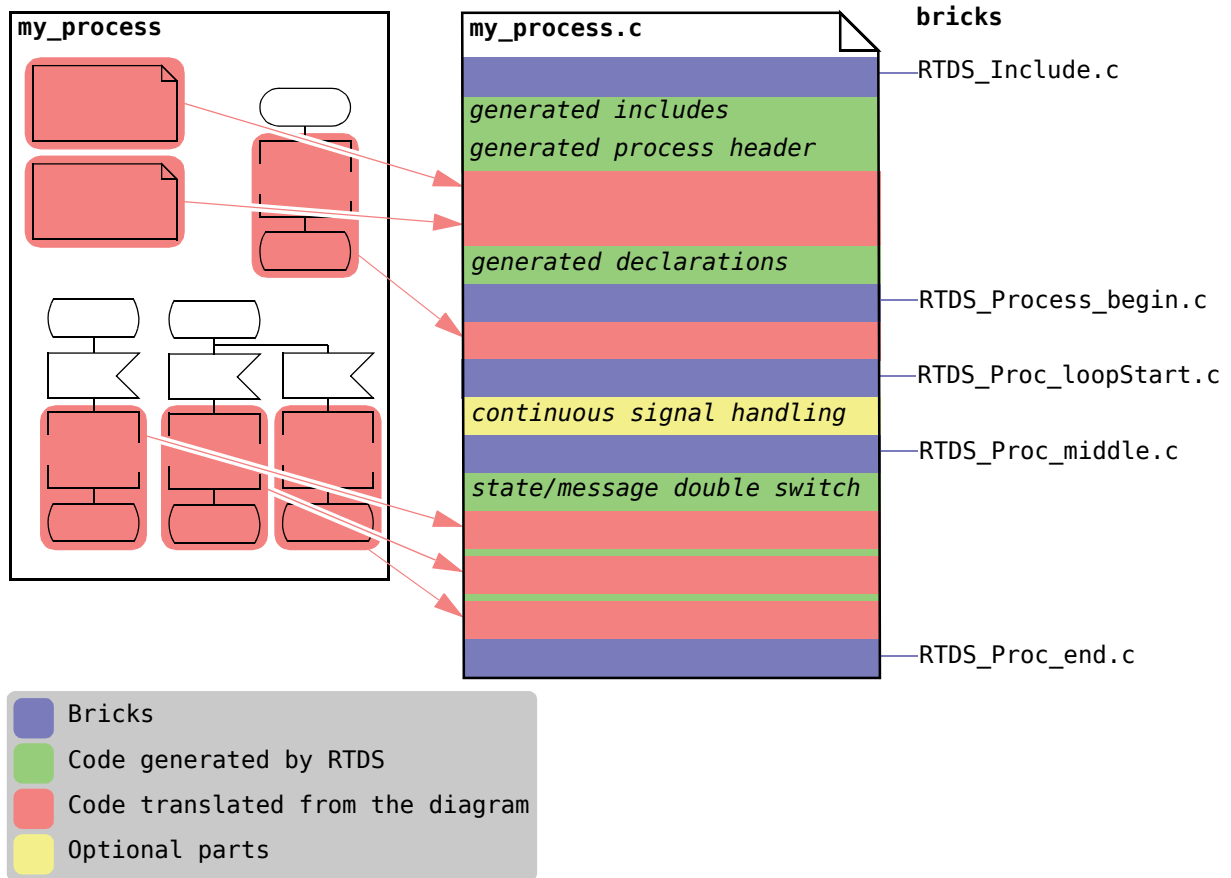 my_process
my_process.c
bricks
RTDS_Include.c
generated includes
generated process header
generated declarations
RTDS_Process_begin.c
RTDS_Proc_loopStart.c
continuous signal handling
RTDS_Proc_middle.c
state/message double switch
RTDS_Proc_end.c
Bricks
Code generated by RTDS
Code translated from the diagram
Optional parts